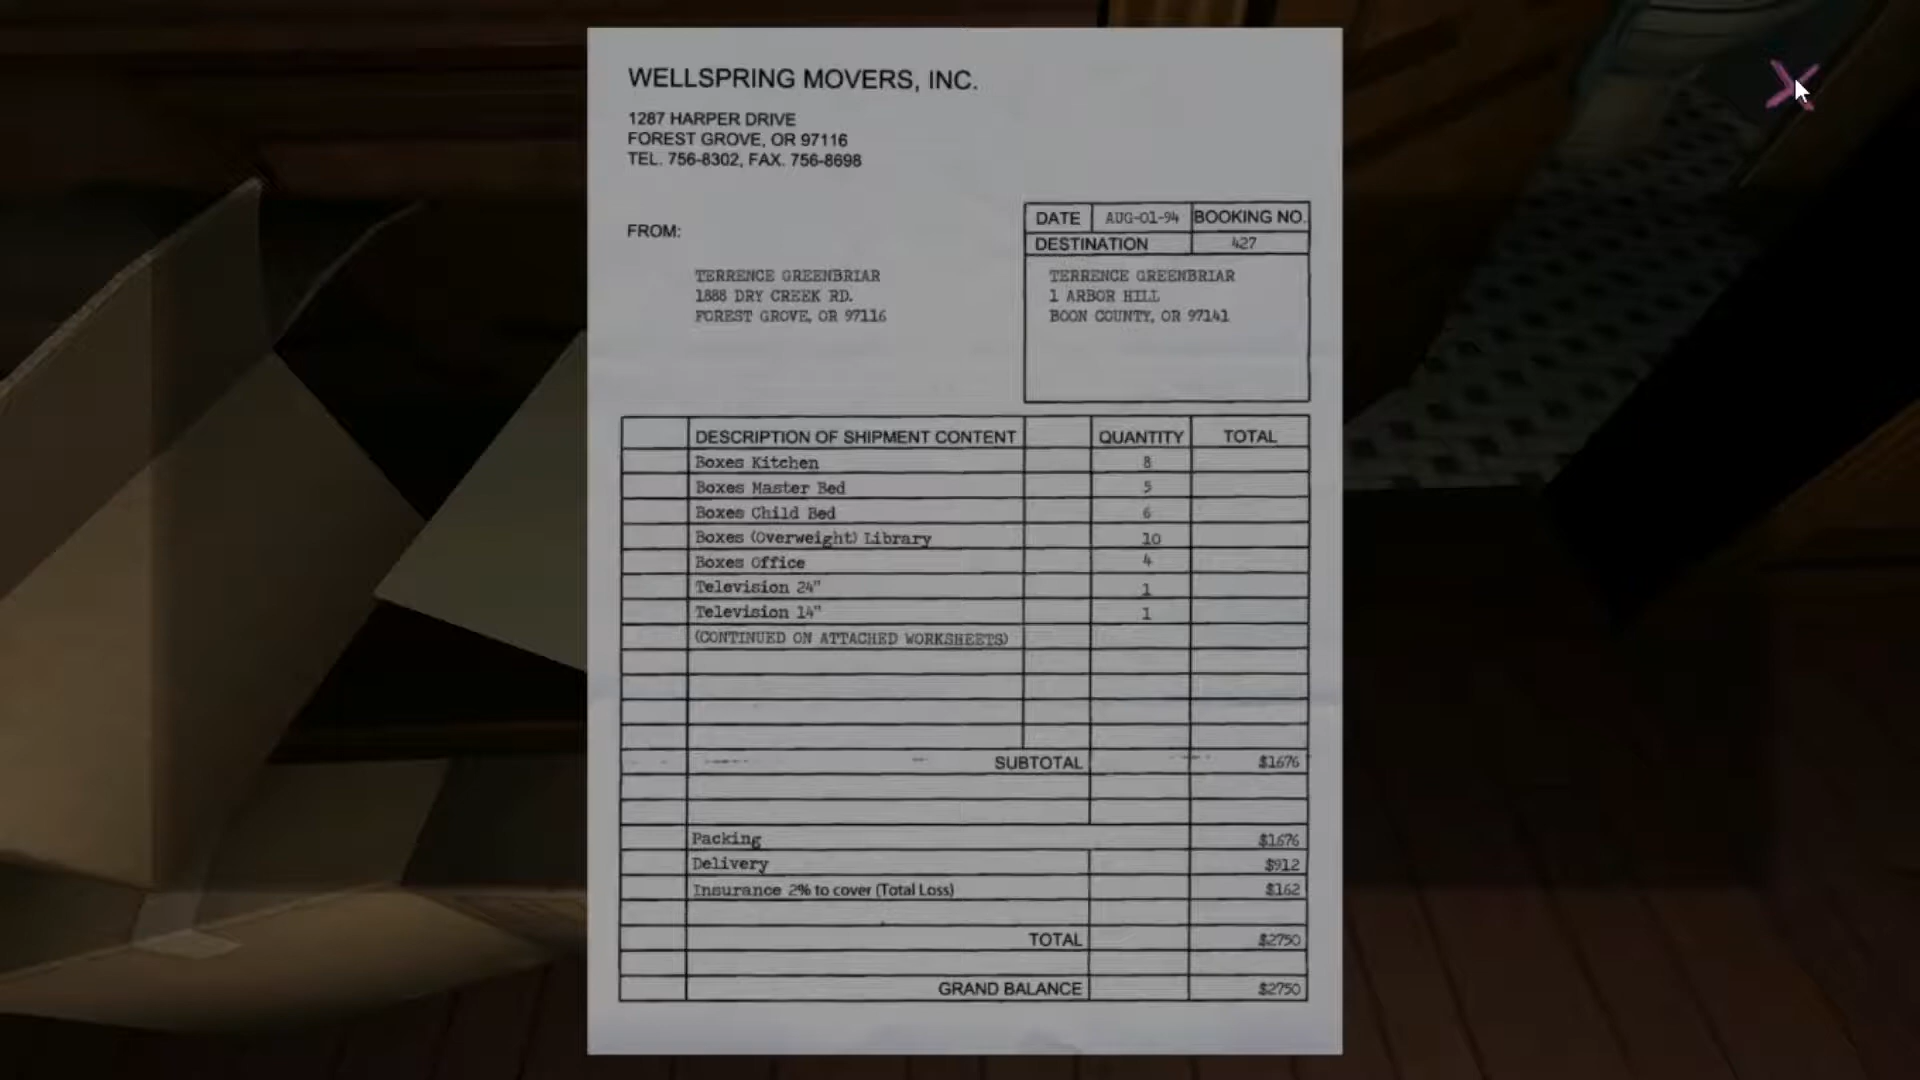 WELLSPRING MOVERS, INC.
1287 HARPER DRIVE
FOREST GROVE, OR 97116
TEL. 756-8302, FAX. 756-8698
FROM:
TERRENCE GREENBRIAR
1888 DRY CREEK RD.
FOREST GROVE, OR 97116
DATE AUG-01-94 BOOKING NO.
DESTINATION 427
TERRENCE GREENBRIAR
1 ARBOR HILL
BOON COUNTY, OR 97141
DESCRIPTION OF SHIPMENT CONTENT QUANTITY TOTAL
Boxes Kitchen 8
Boxes Master Bed 5
Boxes Child Bed 6
Boxes (Overweight) Library 10
Boxes Office 4
Television 24" 1
Television 14" 1
(CONTINUED ON ATTACHED WORKSHEETS)
SUBTOTAL $1676
Packing $1676
Delivery $912
Insurance 2% to cover (Total Loss) $162
TOTAL $2750
GRAND BALANCE $2750